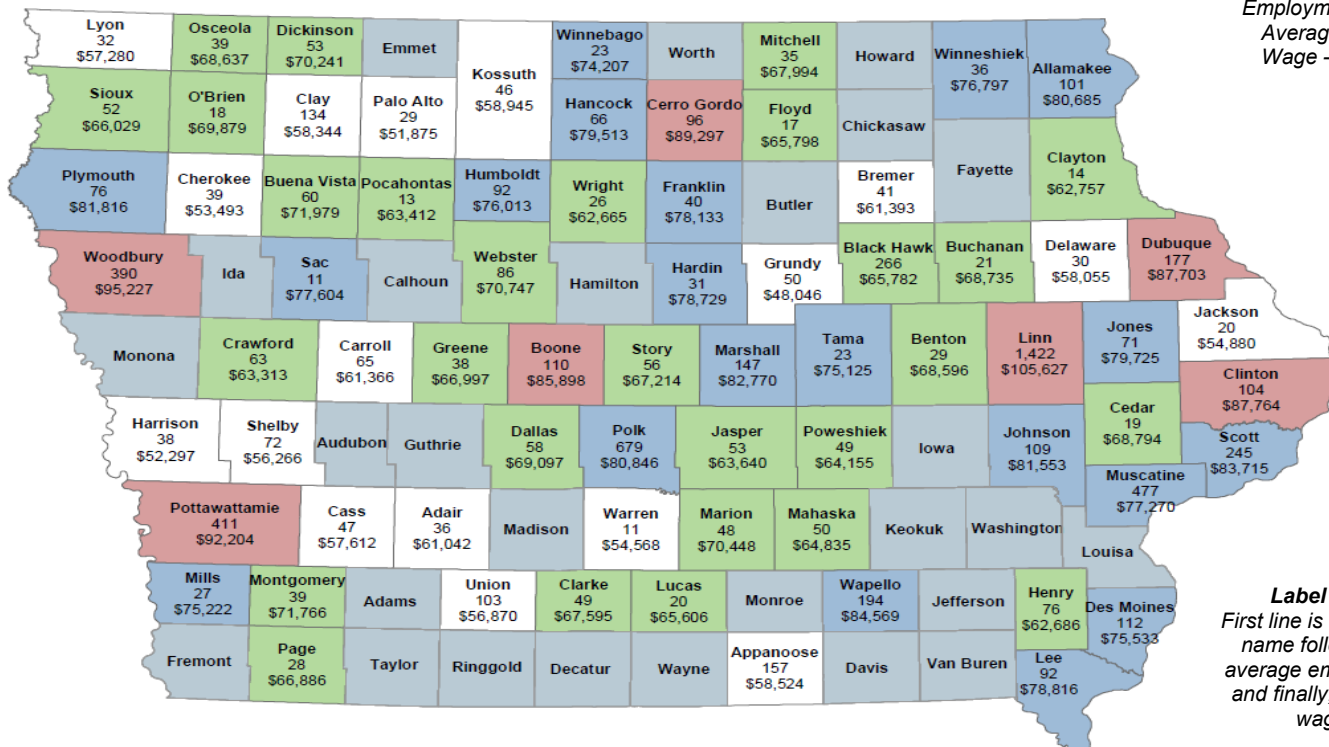 Employm
Averag
Wage -
Lyon
32
$57,280
Osceola
39
$68,637
Dickinson
53
$70,241
Emmet
Kossuth
46
$58,945
Winnebago
23
$74,207
Worth
Mitchell
35
$67,994
Howard
Winneshiek
36
$76,797
Allamakee
101
$80,685
Sioux
52
$66,029
O'Brien
18
$69,879
Clay
134
$58,344
Palo Alto
29
$51,875
Hancock
66
$79,513
Cerro Gordo
96
$89,297
Floyd
17
$65,798
Chickasaw
Plymouth
76
$81,816
Cherokee
39
$53,493
Buena Vista
60
$71,979
Pocahontas
13
$63,412
Humboldt
92
$76,013
Wright
26
$62,665
Franklin
40
$78,133
Butler
Bremer
41
$61,393
Fayette
Clayton
14
$62,757
Woodbury
390
$95,227
Ida
Sac
11
$77,604
Calhoun
Webster
86
$70,747
Hamilton
Hardin
31
$78,729
Grundy
50
$48,046
Black Hawk
266
$65,782
Buchanan
21
$68,735
Delaware
30
$58,055
Dubuque
177
$87,703
Monona
Crawford
63
$63,313
Carroll
65
$61,366
Greene
38
$66,997
Boone
110
$85,898
Story
56
$67,214
Marshall
147
$82,770
Tama
23
$75,125
Benton
29
$68,596
Linn
1,422
$105,627
Jones
71
$79,725
Jackson
20
$54,880
Clinton
104
$87,764
Harrison
38
$52,297
Shelby
72
$56,266
Audubon
Guthrie
Dallas
58
$69,097
Polk
679
$80,846
Jasper
53
$63,640
Poweshiek
49
$64,155
Iowa
Johnson
109
$81,553
Cedar
19
$68,794
Scott
245
$83,715
Muscatine
477
$77,270
Pottawattamie
411
$92,204
Cass
47
$57,612
Adair
36
$61,042
Madison
Warren
11
$54,568
Marion
48
$70,448
Mahaska
50
$64,835
Keokuk
Washington
Louisa
Mills
27
$75,222
Montgomery
39
$71,766
Adams
Union
103
$56,870
Clarke
49
$67,595
Lucas
20
$65,606
Monroe
Wapello
194
$84,569
Jefferson
Henry
76
$62,686
Des Moines
112
$75,533
Fremont
Page
28
$66,886
Taylor
Ringgold
Decatur
Wayne
Appanoose
157
$58,524
Davis
Van Buren
Lee
92
$78,816
Label
First line is
name follo
average en
and finally,
wag